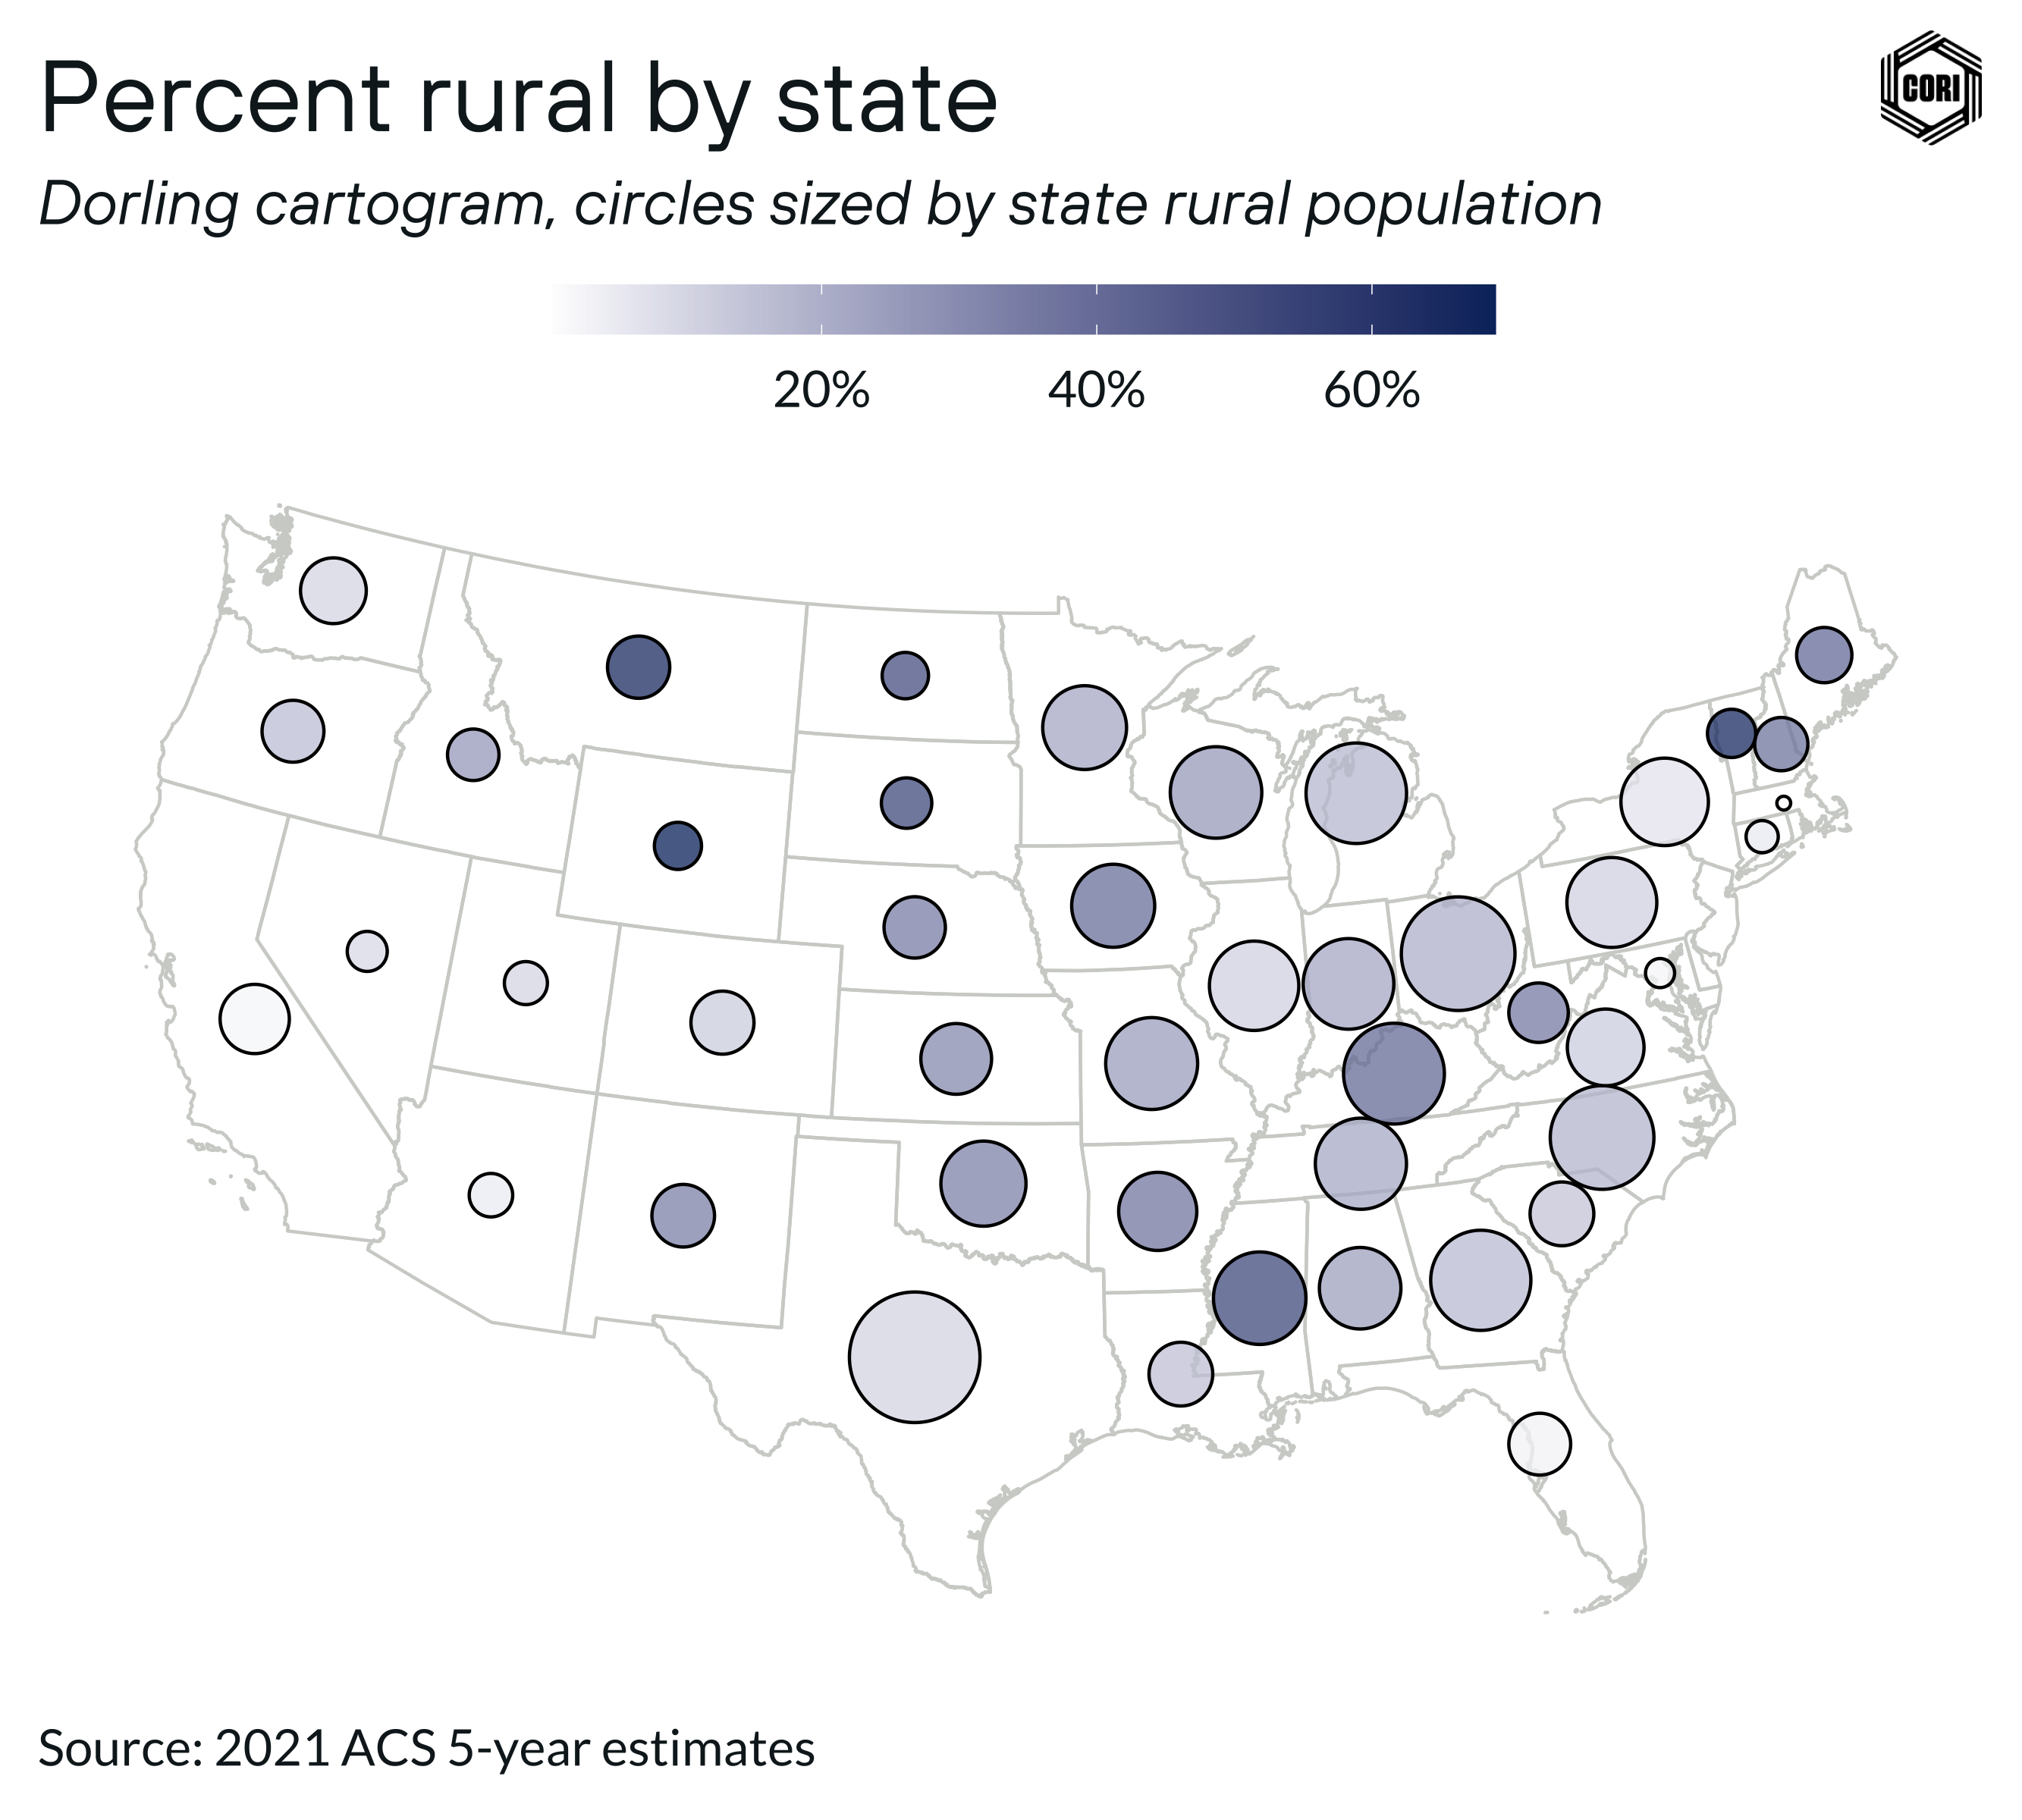 Percent rural by state
CORI
Dorling cartogram, circles sized by state rural population
20%
40%
60%
Source: 2021 ACS 5-year estimates